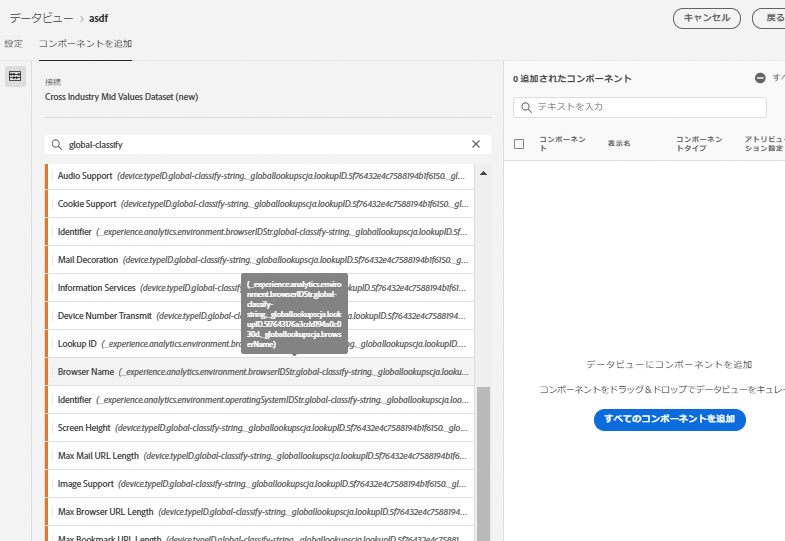 データビュー › asdf
キャンセル
戻る
設定
コンポーネントを追加
接続
Cross Industry Mid Values Dataset (new)
global-classify
Audio Support (device.typeID.global-classify-string._globallookupscja.lookupID.5f76432e4c7588194b1f6150._gl...
Cookie Support (device.typeID.global-classify-string._globallookupscja.lookupID.5f76432e4c7588194b1f6150._g...
Identifier (_experience.analytics.environment.browserIDStr.global-classify-string._globallookupscja.lookupID.5f...
Mail Decoration (device.typeID.global-classify-string._globallookupscja.lookupID.5f76432e4c7588194b1f6150._g...
Information Services (device.typeID.global-classif
kupID.5f76432e4c7588194b1f61...
Device Number Transmit (device.typeID.global-cl
lookupID.5f76432e4c7588194...
Lookup ID (_experience.analytics.environment.bro
globallookupscja.lookupID....
(_experience.analytics.enviro
nment.browserIDStr.global-
classify-
string._globallookupscja.look
upID.5f7643176a3cdd194a0c0
30d._globallookupscja.brows
erName)
Browser Name (_experience.analytics.environment.browserIDStr.global-classify-string._globallookupscja.looku...
Identifier (_experience.analytics.environment.operatingSystemIDStr.global-classify-string._globallookupscja.loo...
Screen Height (device.typeID.global-classify-string._globallookupscja.lookupID.5f76432e4c7588194b1f6150._glo...
Max Mail URL Length (device.typeID.global-classify-string._globallookupscja.lookupID.5f76432e4c7588194b1f6...
Image Support (device.typeID.global-classify-string._globallookupscja.lookupID.5f76432e4c7588194b1f6150._gl...
Max Browser URL Length (device.typeID.global-classify-string._globallookupscja.lookupID.5f76432e4c7588194...
Max Bookmark URL Length (device.typeID.global-classify-string._globallookupscja.lookupID.5f76432e4c75881...
0 追加されたコンポーネント
すべ
テキストを入力
コンポーネン
ト
表示名
コンポーネン
トタイプ
アトリビュー
ション設定
データビューにコンポーネントを追加
コンポーネントをドラッグ＆ドロップでデータビューをキュレー
すべてのコンポーネントを追加